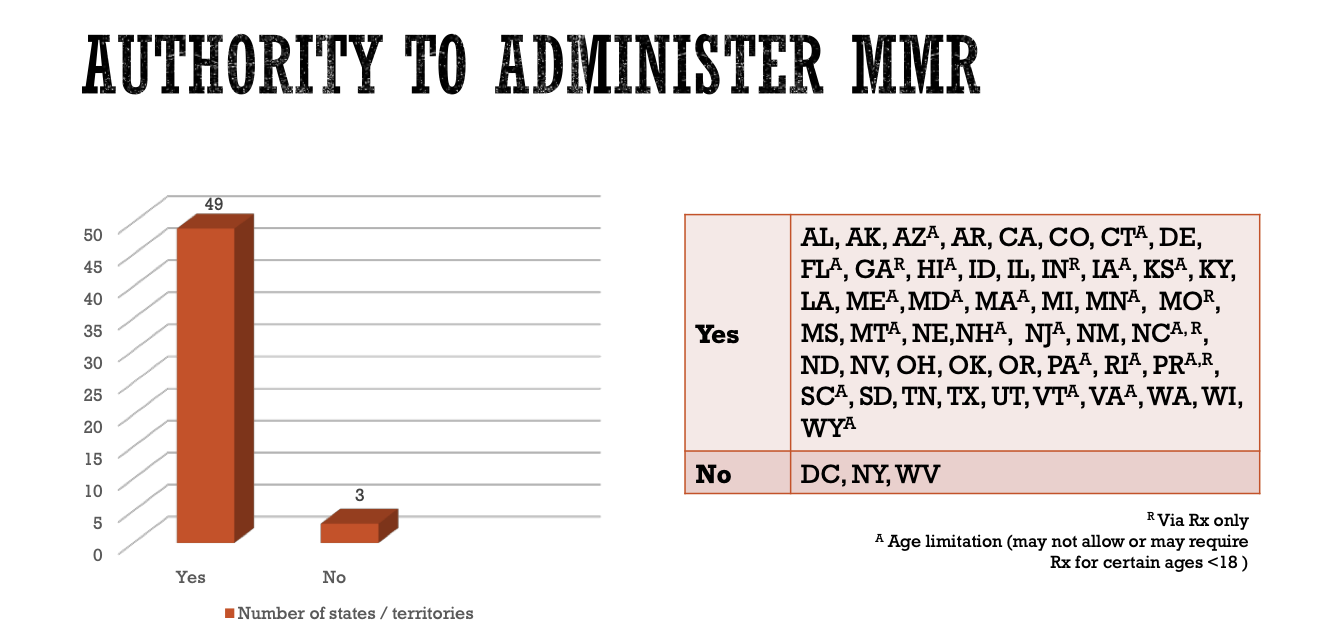 AUTHORITY TO ADMINISTER MMR
49
50
45
40
35
30
25
20
15
10
5
0
3
Yes
No
Number of states / territories
Yes
AL, AK, AZᴬ, AR, CA, CO, CTᴬ, DE,
FLᴬ, GAᴿ, HIᴬ, ID, IL, INᴿ, IAᴬ, KSᴬ, KY,
LA, MEᴬ, MDᴬ, MAᴬ, MI, MNᴬ, MOᴿ,
MS, MTᴬ, NE,NHᴬ, NJᴬ, NM, NCᴬ, ᴿ,
ND, NV, OH, OK, OR, PAᴬ, RIᴬ, PRᴬ,ᴿ,
SCᴬ, SD, TN, TX, UT, VTᴬ, VAᴬ, WA, WI,
WYᴬ
No
DC, NY, WV
ᴿ Via Rx only
ᴬ Age limitation (may not allow or may require
Rx for certain ages <18 )